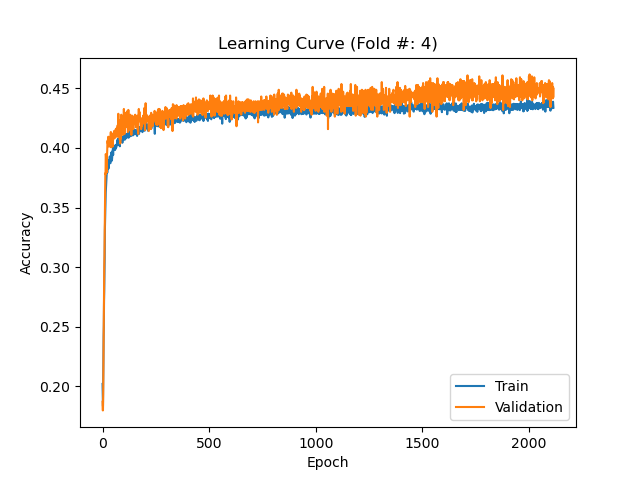 Learning Curve (Fold #: 4)
0.45
0.40
0.35
0.30
0.25
0.20
Accuracy
0 500 1000 1500 2000
Epoch
Train
Validation